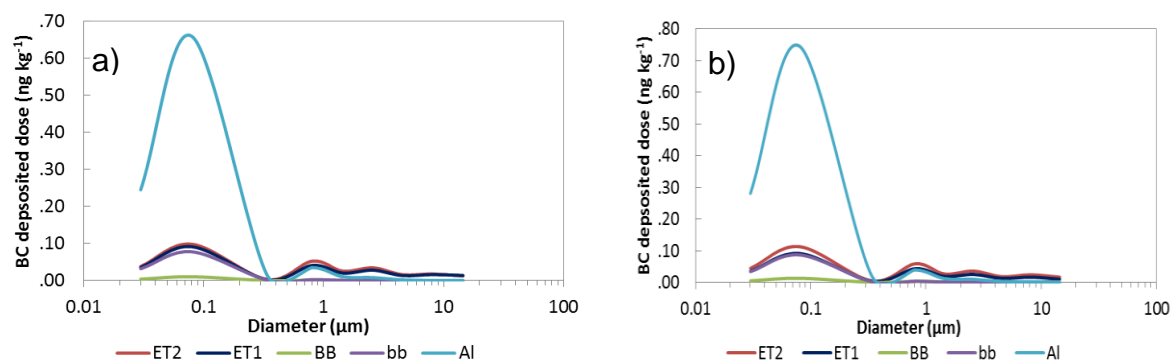 a)
BC depsosited dose (ng kg-1)
.70
.60
.50
.40
.30
.20
.10
.00
0.01 0.1 1 10 100
Diameter (µm)
ET2 ET1 BB bb Al
b)
BC depsosited dose (ng kg-1)
.80
.70
.60
.50
.40
.30
.20
.10
.00
0.01 0.1 1 10 100
Diameter (µm)
ET2 ET1 BB bb Al